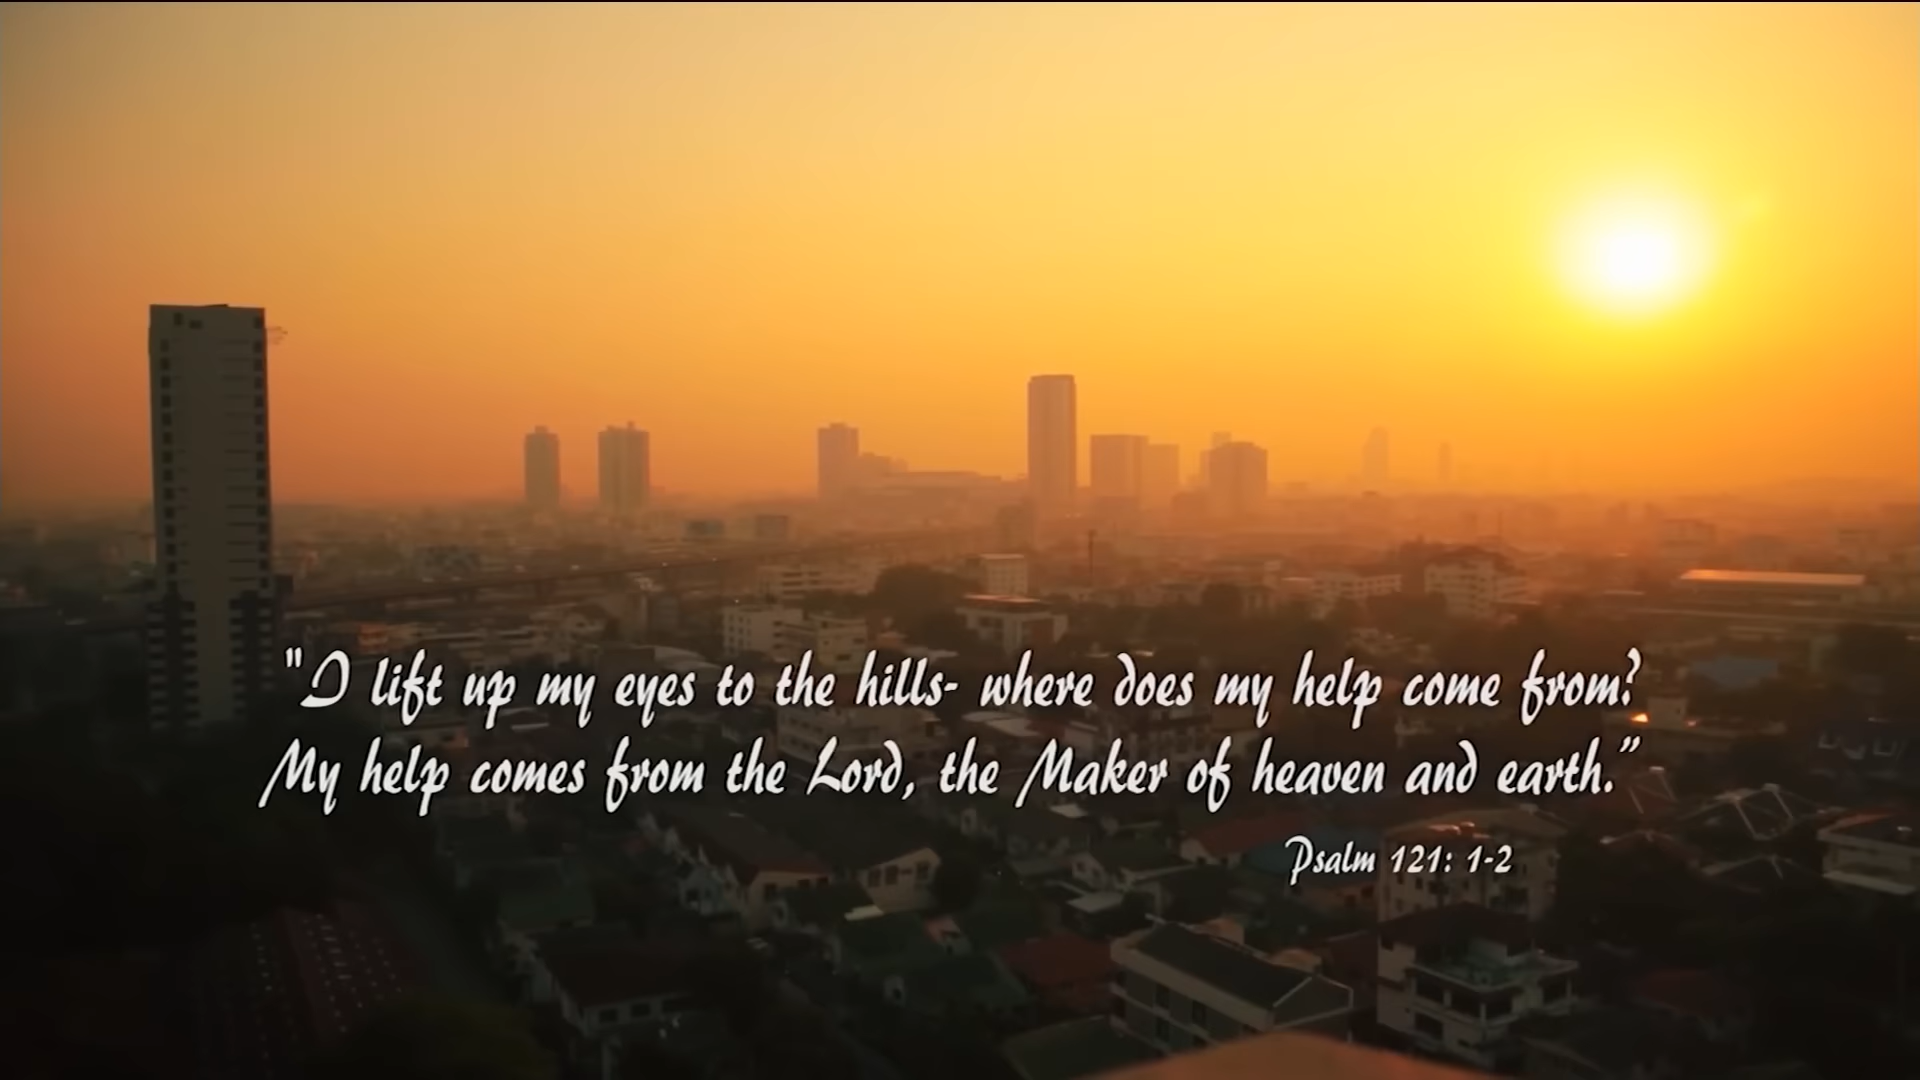 "I lift up my eyes to the hills- where does my help come from?
My help comes from the Lord, the Maker of heaven and earth.”
Psalm 121: 1-2